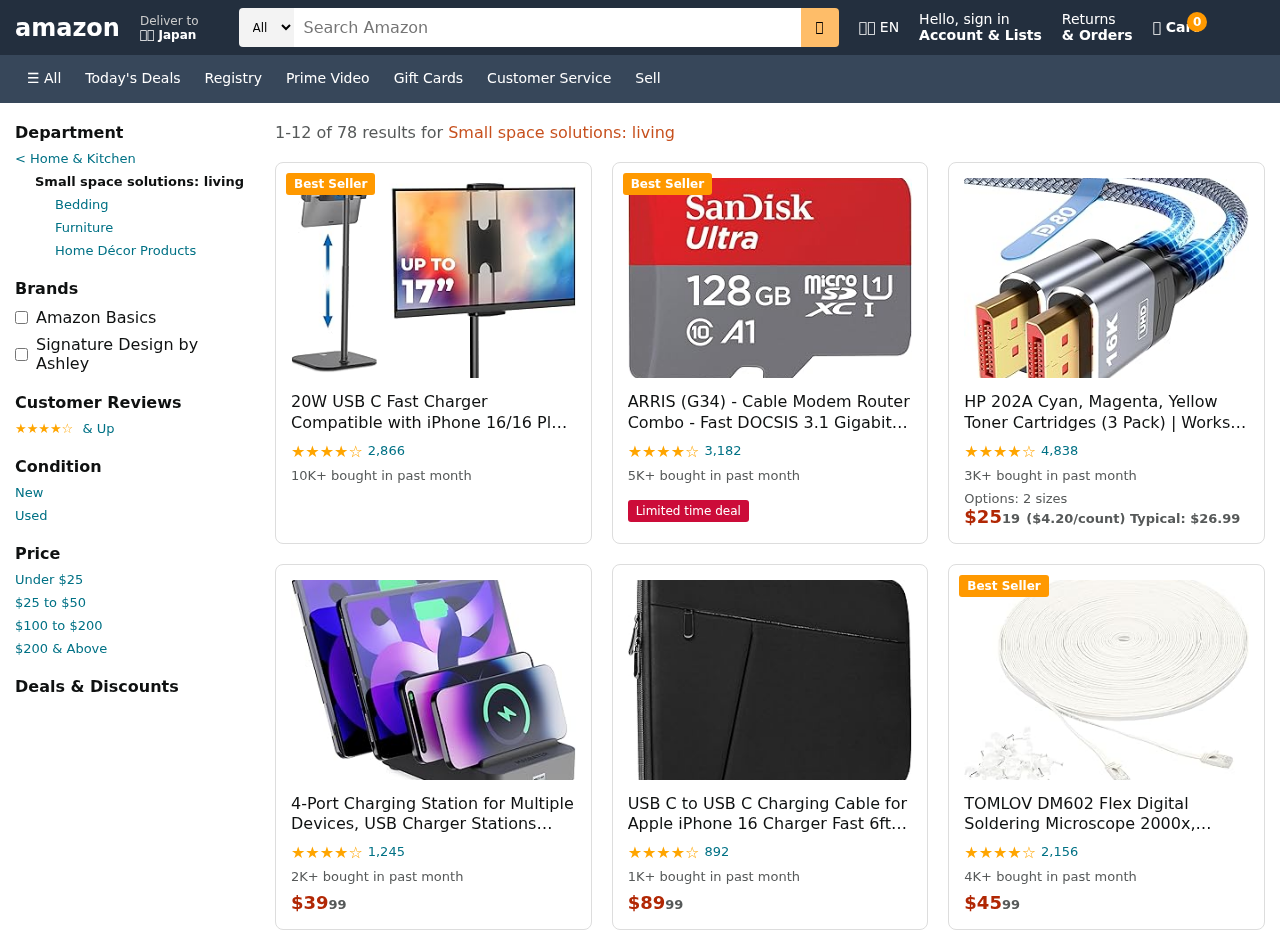 amazon
Deliver to
Japan
All
Search Amazon
EN
Hello, sign in
Account & Lists
Returns
& Orders
Car
0
☰ All
Today's Deals
Registry
Prime Video
Gift Cards
Customer Service
Sell
Department
< Home & Kitchen
Small space solutions: living
Bedding
Furniture
Home Décor Products
Brands
Amazon Basics
Signature Design by
Ashley
Customer Reviews
★★★★☆ & Up
Condition
New
Used
Price
Under $25
$25 to $50
$100 to $200
$200 & Above
Deals & Discounts
1-12 of 78 results for Small space solutions: living
Best Seller
UP TO
17”
20W USB C Fast Charger
Compatible with iPhone 16/16 Pl…
★★★★☆ 2,866
10K+ bought in past month
Best Seller
SanDisk
Ultra
128 GB
micro
SD
XC I
U 1
10 A1
ARRIS (G34) - Cable Modem Router
Combo - Fast DOCSIS 3.1 Gigabit…
★★★★☆ 3,182
5K+ bought in past month
Limited time deal
DP 80
16K
UHD
HP 202A Cyan, Magenta, Yellow
Toner Cartridges (3 Pack) | Works…
★★★★☆ 4,838
3K+ bought in past month
Options: 2 sizes
$25 19 ($4.20/count) Typical: $26.99
4-Port Charging Station for Multiple
Devices, USB Charger Stations…
★★★★☆ 1,245
2K+ bought in past month
$39 99
USB C to USB C Charging Cable for
Apple iPhone 16 Charger Fast 6ft…
★★★★☆ 892
1K+ bought in past month
$89 99
Best Seller
TOMLOV DM602 Flex Digital
Soldering Microscope 2000x,…
★★★★☆ 2,156
4K+ bought in past month
$45 99